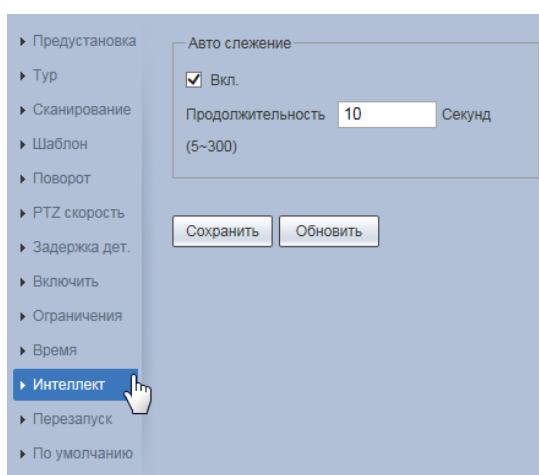 Предустановка
Тур
Сканирование
Шаблон
Поворот
PTZ скорость
Задержка дет.
Включить
Ограничения
Время
Интеллект
Перезапуск
По умолчанию
Авто слежение
Вкл.
Продолжительность 10 Секунд
(5~300)
Сохранить Обновить